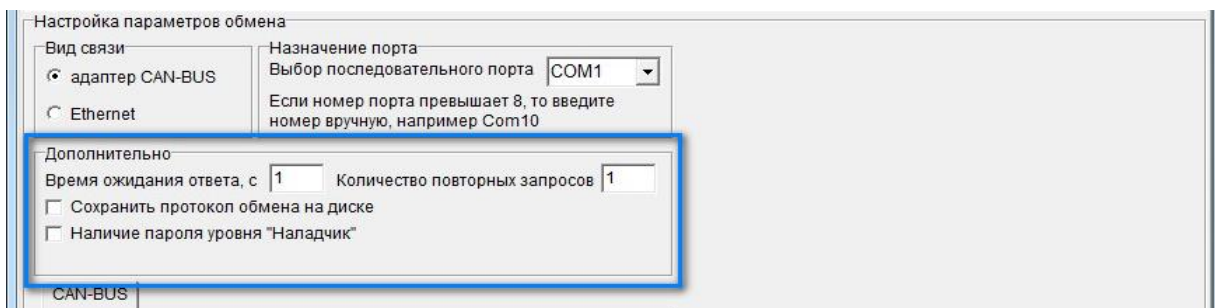 Настройка параметров обмена
Вид связи
адаптер CAN-BUS
Ethernet
Назначение порта
Выбор последовательного порта COM1
Если номер порта превышает 8, то введите
номер вручную, например Com10
Дополнительно
Время ожидания ответа, с 1 Количество повторных запросов 1
Сохранить протокол обмена на диске
Наличие пароля уровня "Наладчик"
CAN-BUS